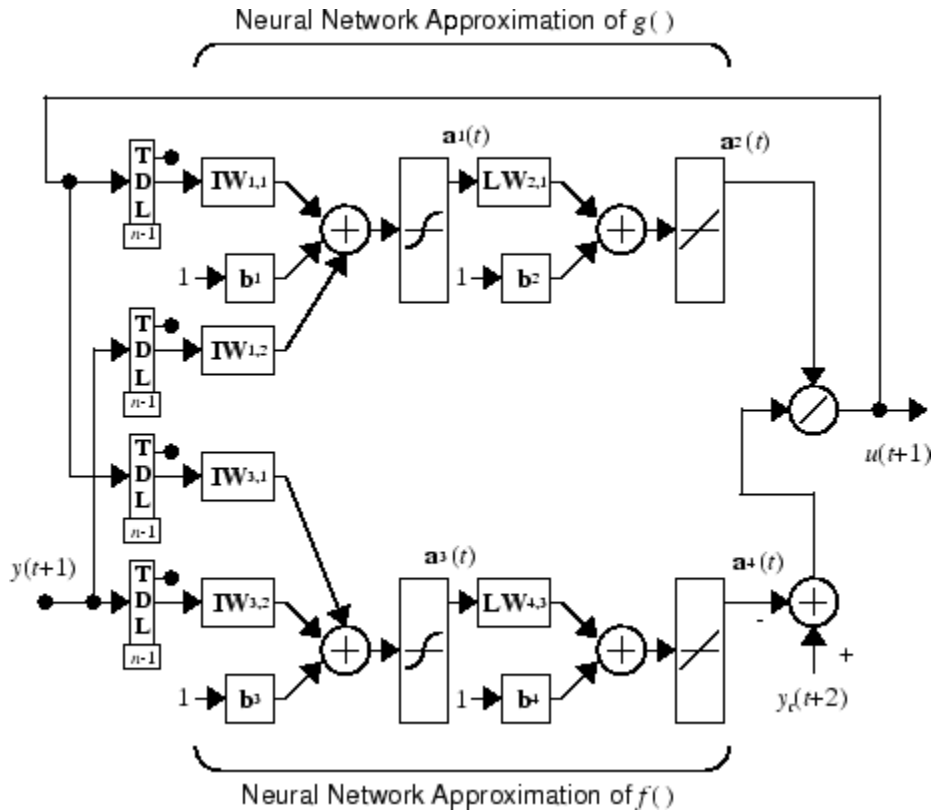 Neural Network Approximation of g( )
a¹(t)
a²(t)
T
D
L
n-1
IW1,1
LW2,1
1
b1
1
b2
T
D
L
n-1
IW1,2
T
D
L
n-1
IW3,1
u(t+1)
y(t+1)
T
D
L
n-1
IW3,2
a³(t)
LW4,3
a⁴(t)
-
+
1
b3
1
b4
yr(t+2)
Neural Network Approximation of f( )